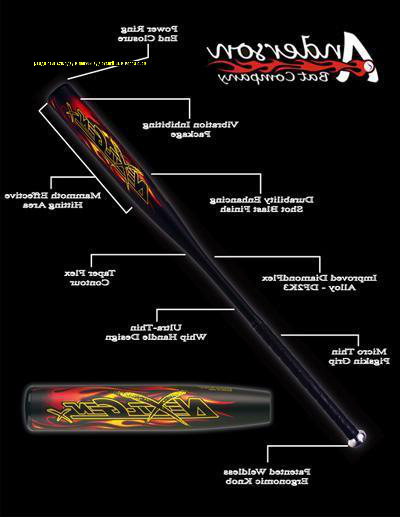 Anderson
Bat Company
Power Ring
End Closure
Vibration Inhibiting
Package
Mammoth Effective
Hitting Area
Durability Enhancing
Shot Blast Finish
Taper Flex
Contour
Improved DiamondFlex
Alloy - DF2K3
Ultra-Thin
Whip Handle Design
Micro Thin
Pigskin Grip
Patented Weldless
Ergonomic Knob
NEXTGEN
X